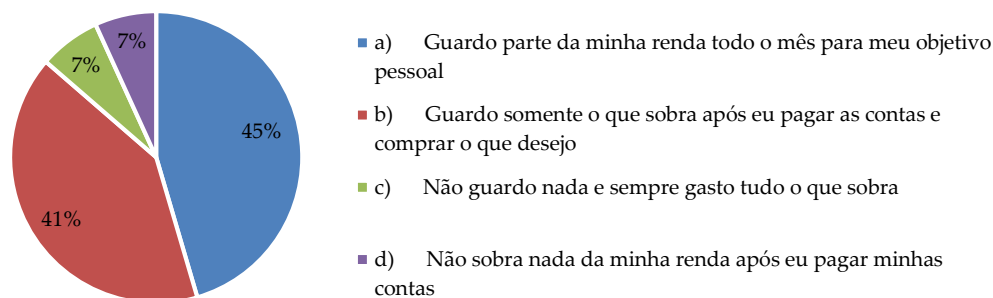 7%
7%
45%
41%
a) Guardo parte da minha renda todo o mês para meu objetivo
pessoal
b) Guardo somente o que sobra após eu pagar as contas e
comprar o que desejo
c) Não guardo nada e sempre gasto tudo o que sobra
d) Não sobra nada da minha renda após eu pagar minhas
contas